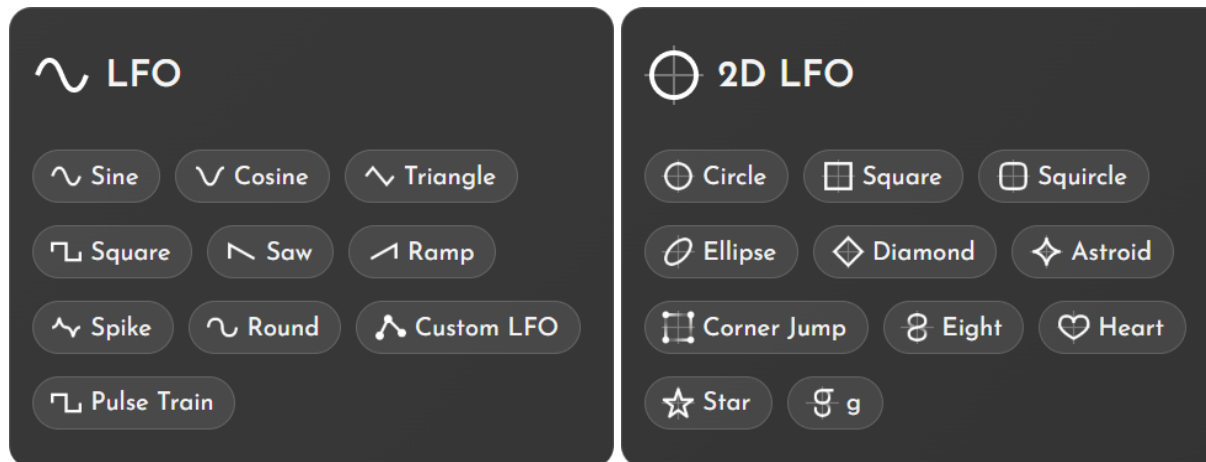 LFO
Sine Cosine Triangle
Square Saw Ramp
Spike Round Custom LFO
Pulse Train
2D LFO
Circle Square Squircle
Ellipse Diamond Astroid
Corner Jump Eight Heart
Star g